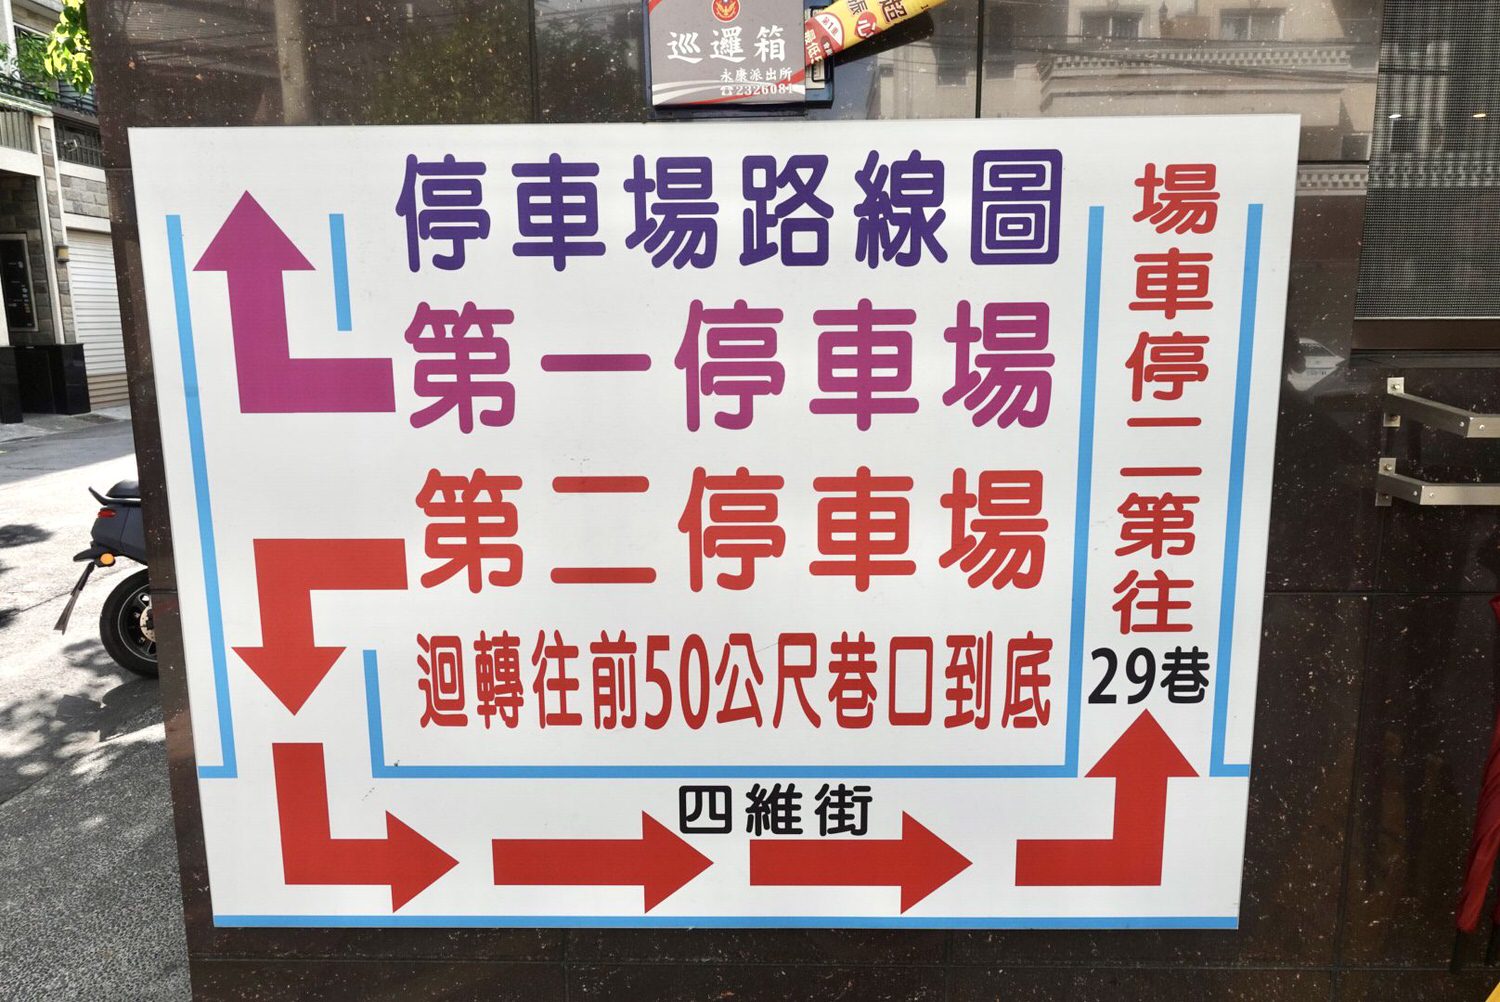 巡邏箱
永康派出所
☎2326081
停車場路線圖
第一停車場
第二停車場
迴轉往前50公尺巷口到底
往第二停車場
29巷
四維街